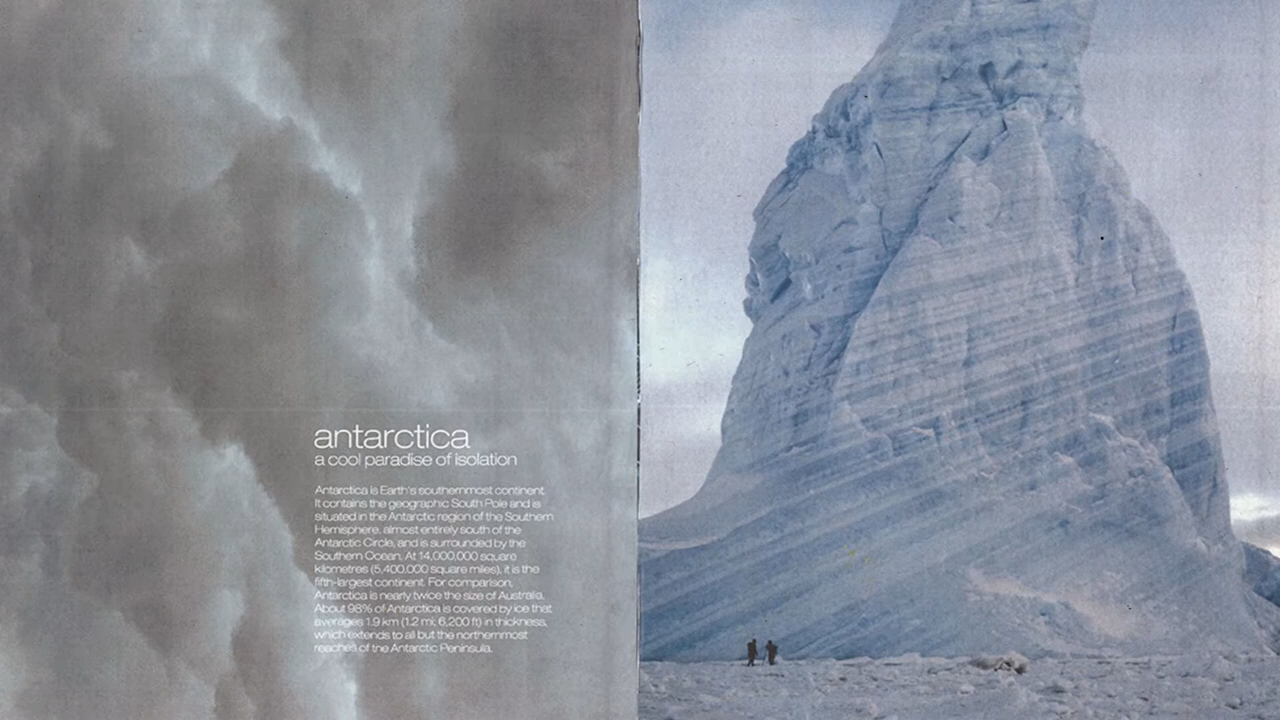 antarctica
a cool paradise of isolation
Antarctica is Earth's southernmost continent.
It contains the geographic South Pole and is
situated in the Antarctic region of the Southern
Hemisphere, almost entirely south of the
Antarctic Circle, and is surrounded by the
Southern Ocean. At 14,000,000 square
kilometres (5,400,000 square miles), it is the
fifth-largest continent. For comparison,
Antarctica is nearly twice the size of Australia.
About 98% of Antarctica is covered by ice that
averages 1.9 km (1.2 mi; 6,200 ft) in thickness,
which extends to all but the northernmost
reaches of the Antarctic Peninsula.